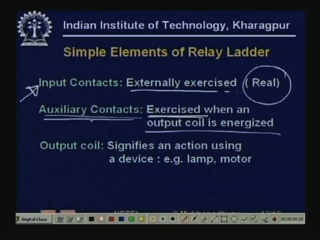 Indian Institute of Technology, Kharagpur
Simple Elements of Relay Ladder
Input Contacts: Externally exercised ( Real)
Auxiliary Contacts: Exercised when an
output coil is energized
Output coil: Signifies an action using
a device : e.g. lamp, motor